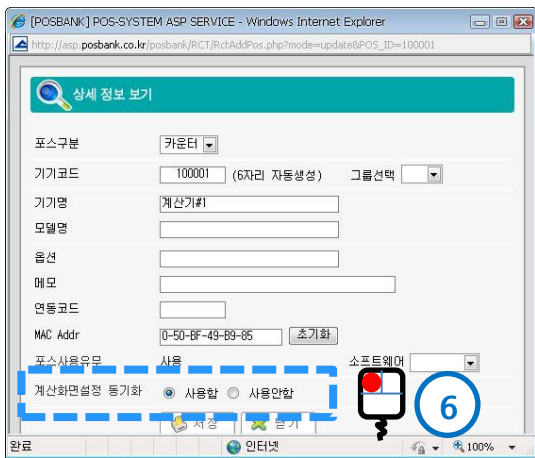 [POSBANK] POS-SYSTEM ASP SERVICE - Windows Internet Explorer
http://asp.posbank.co.kr/posbank/RCT/RctAddPos.php?mode=update&POS_ID=100001
상세 정보 보기
포스구분 카운터
기기코드 100001 (6자리 자동생성) 그룹선택
기기명 계산기#1
모델명
옵션
메모
연동코드
MAC Addr 0-50-BF-49-B9-85 초기화
포스사용유무 사용 소프트웨어
계산화면설정 동기화 사용함 사용안함
6
저장 닫기
완료 인터넷 100%